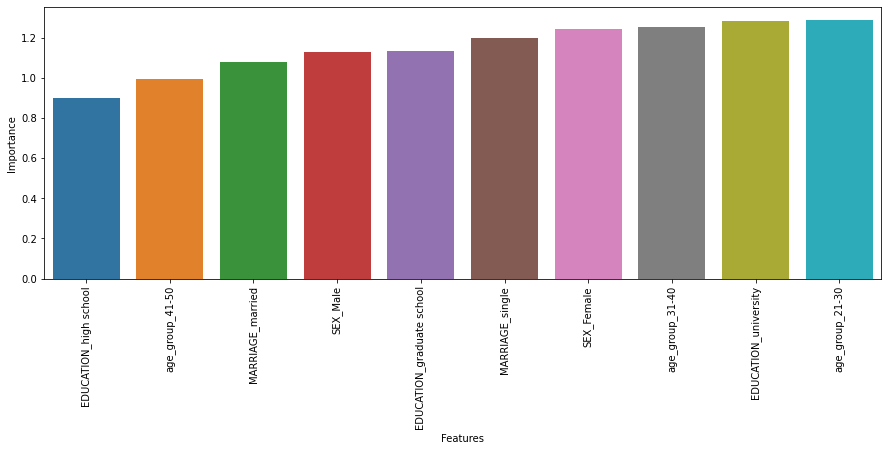 1.2
1.0
0.8
0.6
0.4
0.2
0.0
Importance
EDUCATION_high school
age_group_41-50
MARRIAGE_married
SEX_Male
EDUCATION_graduate school
MARRIAGE_single
SEX_Female
age_group_31-40
EDUCATION_university
age_group_21-30
Features